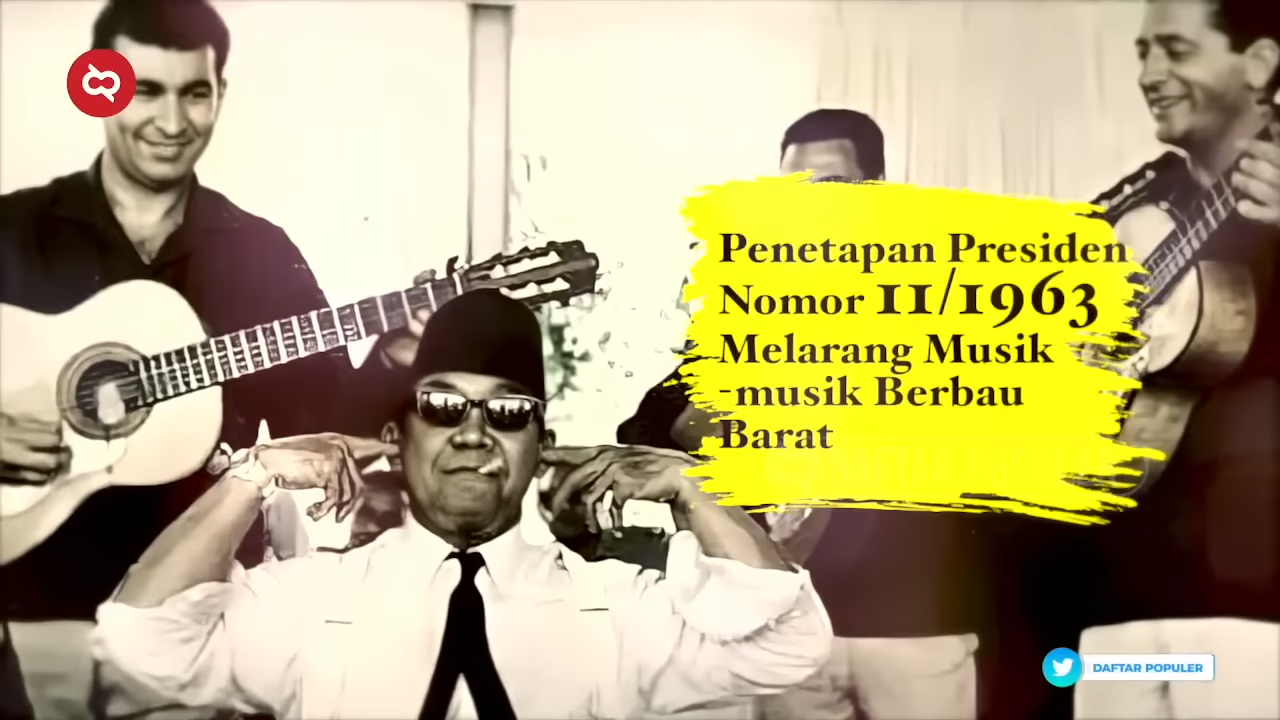 Penetapan Presiden
Nomor 11/1963
Melarang Musik
-musik Berbau
Barat
DAFTAR POPULER